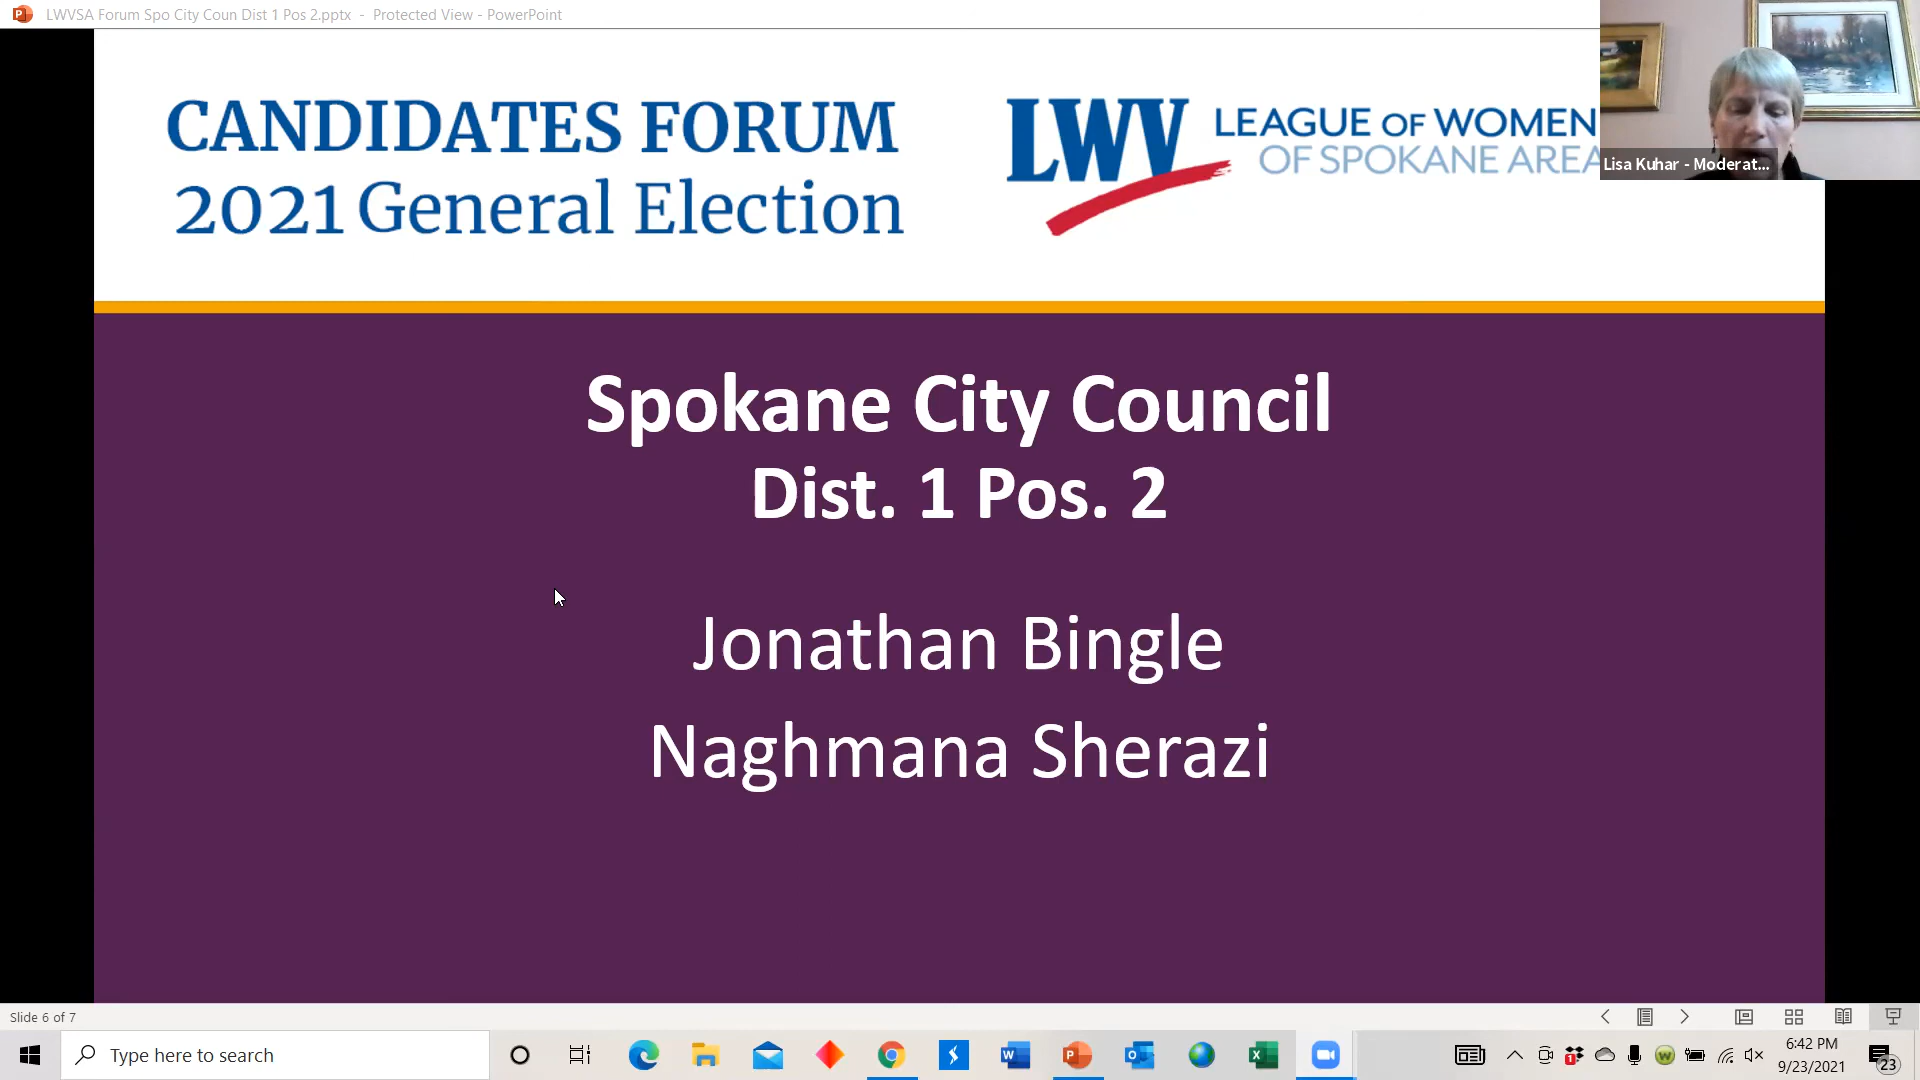 LWVSA Forum Spo City Coun Dist 1 Pos 2.pptx - Protected View - PowerPoint
CANDIDATES FORUM
2021 General Election
LWV
LEAGUE OF WOMEN
OF SPOKANE AREA
Lisa Kuhar - Moderat...
Spokane City Council
Dist. 1 Pos. 2
Jonathan Bingle
Naghmana Sherazi
Slide 6 of 7
Type here to search
6:42 PM
9/23/2021
23